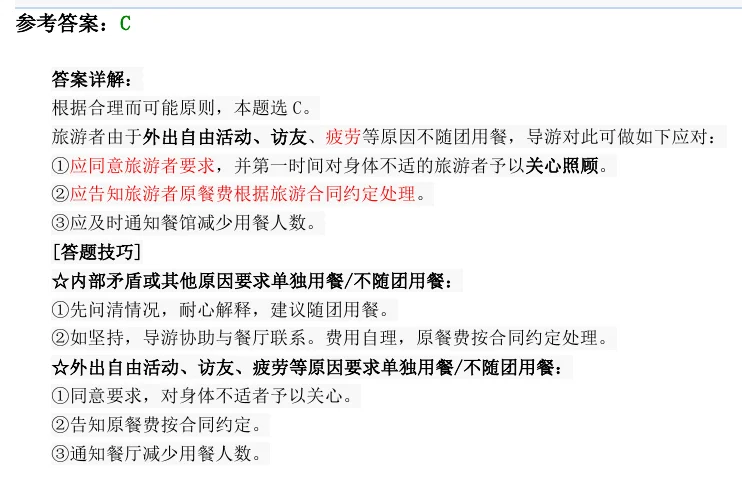 参考答案：C
答案详解：
根据合理而可能原则，本题选 C。
旅游者由于外出自由活动、访友、疲劳等原因不随团用餐，导游对此可做如下应对：
①应同意旅游者要求，并第一时间对身体不适的旅游者予以关心照顾。
②应告知旅游者原餐费根据旅游合同约定处理。
③应及时通知餐馆减少用餐人数。
[答题技巧]
☆内部矛盾或其他原因要求单独用餐/不随团用餐：
①先问清情况，耐心解释，建议随团用餐。
②如坚持，导游协助与餐厅联系。费用自理，原餐费按合同约定处理。
☆外出自由活动、访友、疲劳等原因要求单独用餐/不随团用餐：
①同意要求，对身体不适者予以关心。
②告知原餐费按合同约定。
③通知餐厅减少用餐人数。